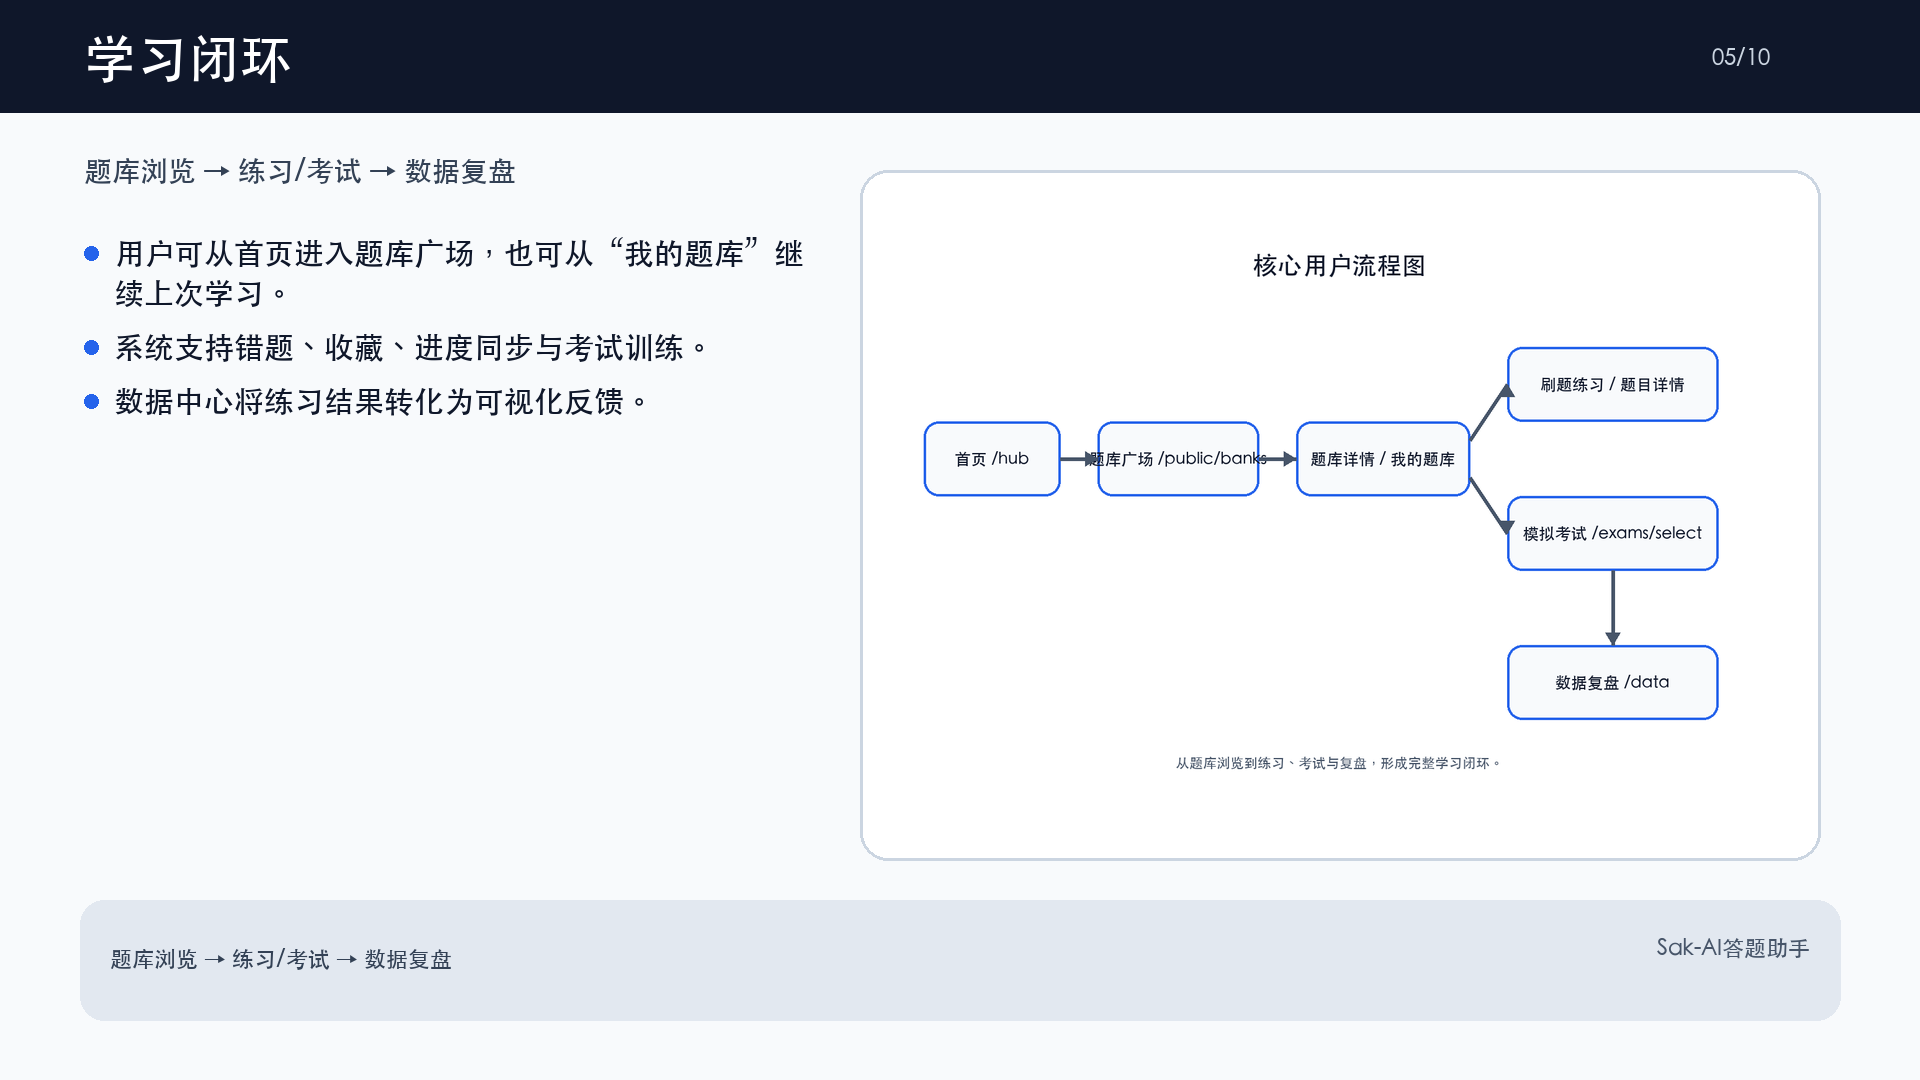 学习闭环
05/10
题库浏览 → 练习/考试 → 数据复盘
用户可从首页进入题库广场，也可从“我的题库”继
续上次学习。
系统支持错题、收藏、进度同步与考试训练。
数据中心将练习结果转化为可视化反馈。
核心用户流程图
首页 /hub
题库广场 /public/banks
题库详情 / 我的题库
刷题练习 / 题目详情
模拟考试 /exams/select
数据复盘 /data
从题库浏览到练习、考试与复盘，形成完整学习闭环。
题库浏览 → 练习/考试 → 数据复盘
Sak-AI答题助手